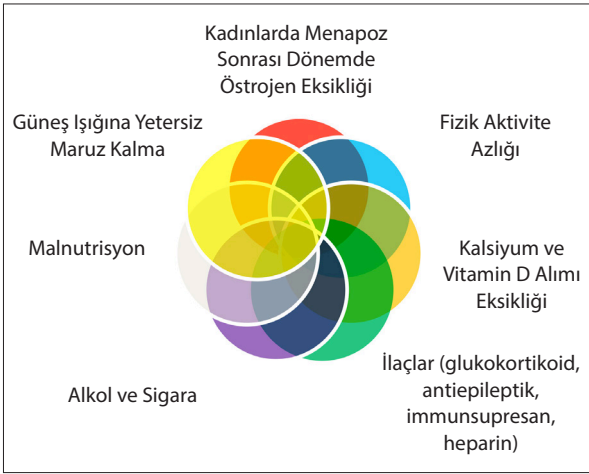 Kadınlarda Menapoz
Sonrası Dönemde
Östrojen Eksikliği
Güneş Işığına Yetersiz
Maruz Kalma
Fizik Aktivite
Azlığı
Malnutrisyon
Kalsiyum ve
Vitamin D Alımı
Eksikliği
Alkol ve Sigara
İlaçlar (glukokortikoid,
antiepileptik,
immunsupresan,
heparin)